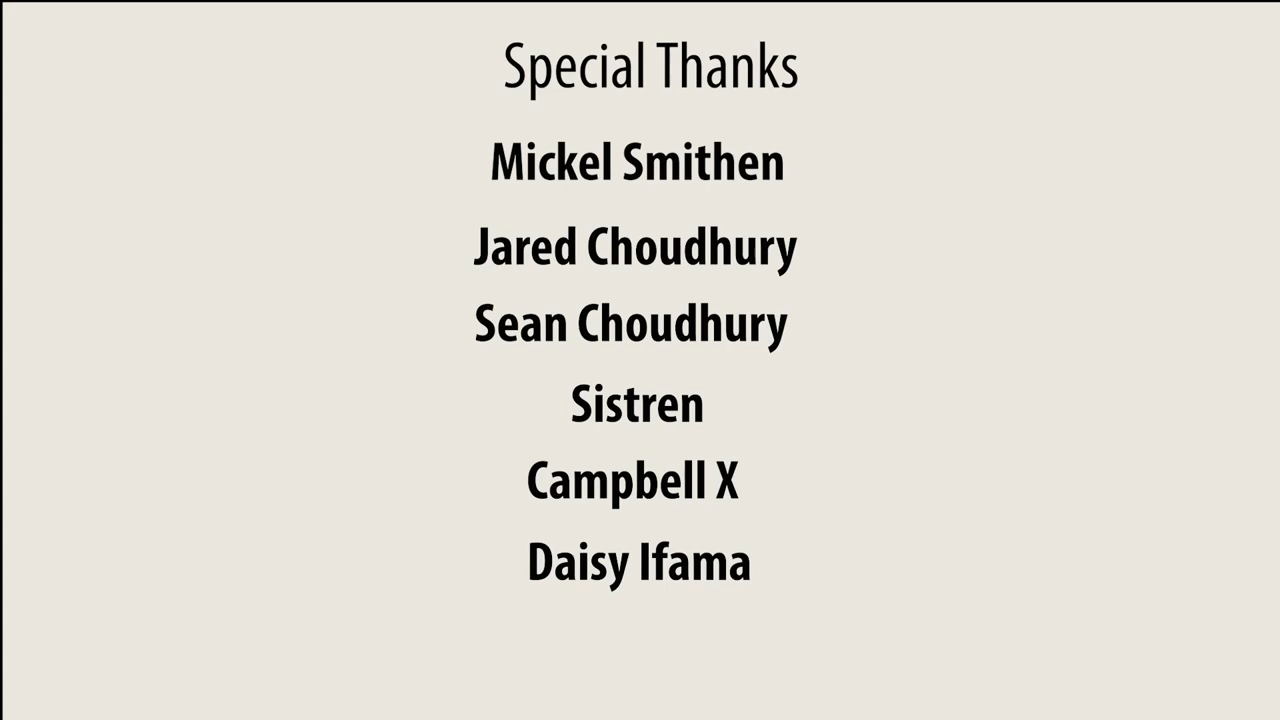 Special Thanks
Mickel Smithen
Jared Choudhury
Sean Choudhury
Sistren
Campbell X
Daisy Ifama